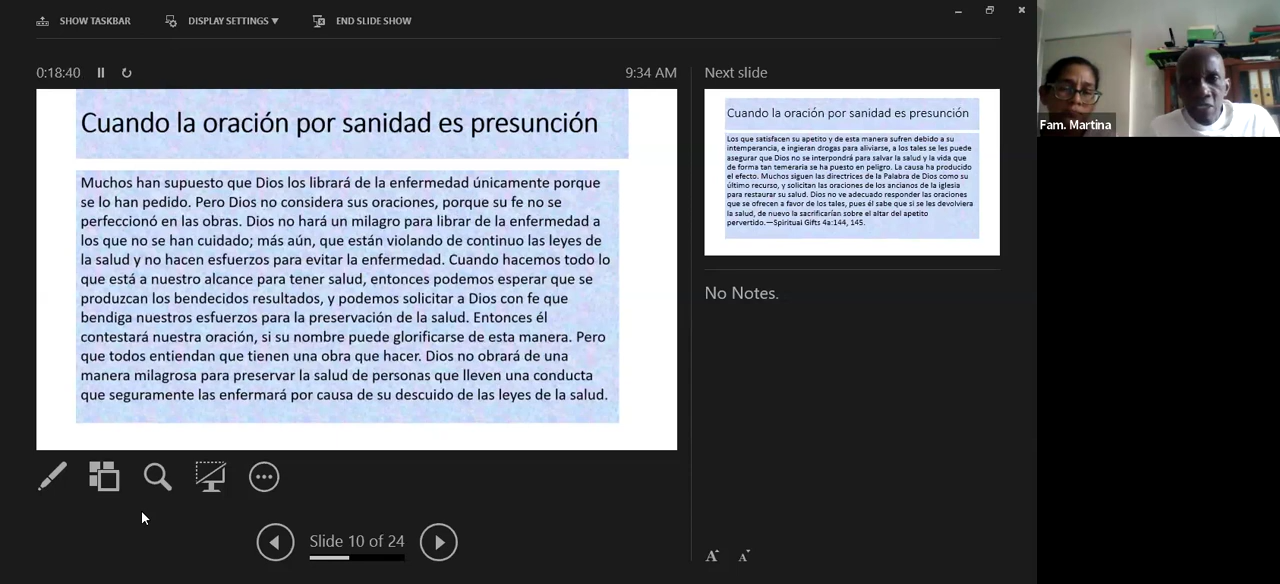 SHOW TASKBAR
DISPLAY SETTINGS ▼
END SLIDE SHOW
0:18:40
9:34 AM
Cuando la oración por sanidad es presunción
Muchos han supuesto que Dios los librará de la enfermedad únicamente porque
se lo han pedido. Pero Dios no considera sus oraciones, porque su fe no se
perfeccionó en las obras. Dios no hará un milagro para librar de la enfermedad a
los que no se han cuidado; más aún, que están violando de continuo las leyes de
la salud y no hacen esfuerzos para evitar la enfermedad. Cuando hacemos todo lo
que está a nuestro alcance para tener salud, entonces podemos esperar que se
produzcan los bendecidos resultados, y podemos solicitar a Dios con fe que
bendiga nuestros esfuerzos para la preservación de la salud. Entonces él
contestará nuestra oración, si su nombre puede glorificarse de esta manera. Pero
que todos entiendan que tienen una obra que hacer. Dios no obrará de una
manera milagrosa para preservar la salud de personas que lleven una conducta
que seguramente las enfermará por causa de su descuido de las leyes de la salud.
Slide 10 of 24
Next slide
Cuando la oración por sanidad es presunción
Los que satisfacen su apetito y de esta manera sufren debido a su
intemperancia, e ingieran drogas para aliviarse, a los tales se les puede
asegurar que Dios no se interpondrá para salvar la salud y la vida que
de forma tan temeraria se ha puesto en peligro. La causa ha producido
el efecto. Muchos siguen las directrices de la Palabra de Dios como su
último recurso, y solicitan las oraciones de los ancianos de la iglesia
para restaurar su salud. Dios no ve adecuado responder las oraciones
que se ofrecen a favor de los tales, pues él sabe que si se les devolviera
la salud, de nuevo la sacrificarían sobre el altar del apetito
pervertido.—Spiritual Gifts 4a:144, 145.
No Notes.
A A
Fam. Martina